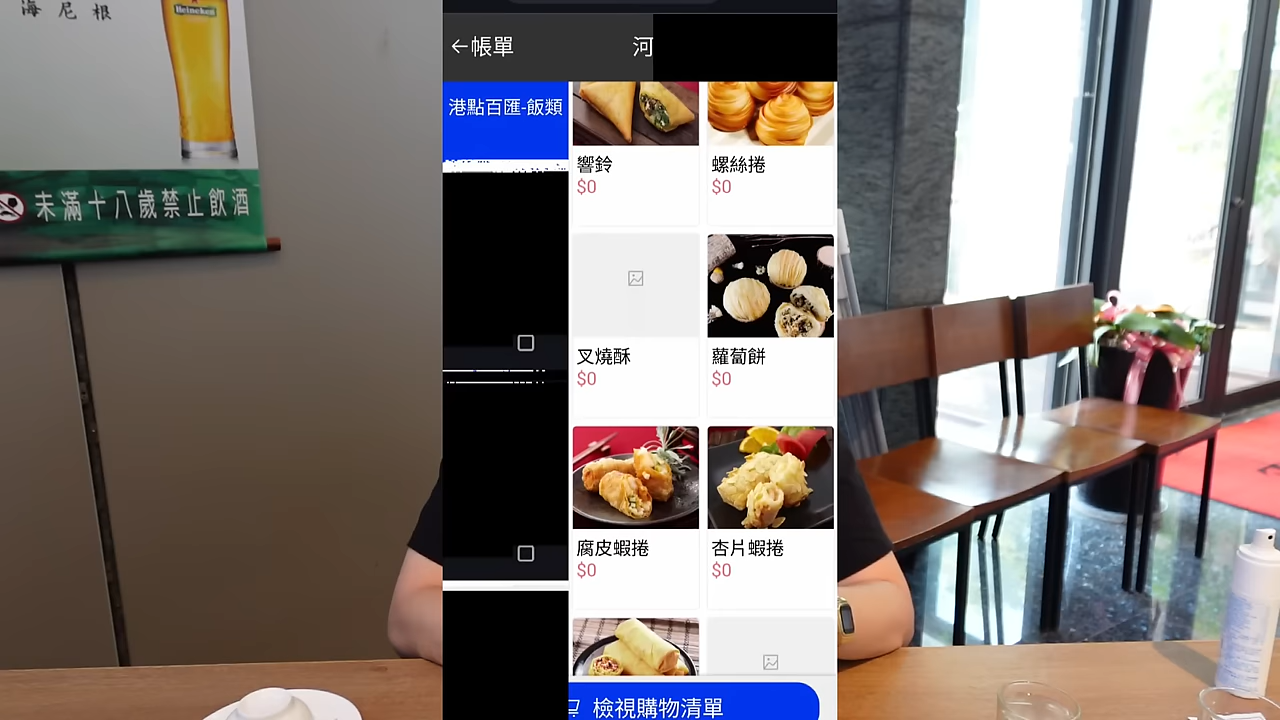 海尼根
Heineken
未滿十八歲禁止飲酒
←帳單
河
港點百匯-飯類
響鈴
$0
螺絲捲
$0
叉燒酥
$0
蘿蔔餅
$0
腐皮蝦捲
$0
杏片蝦捲
$0
檢視購物清單